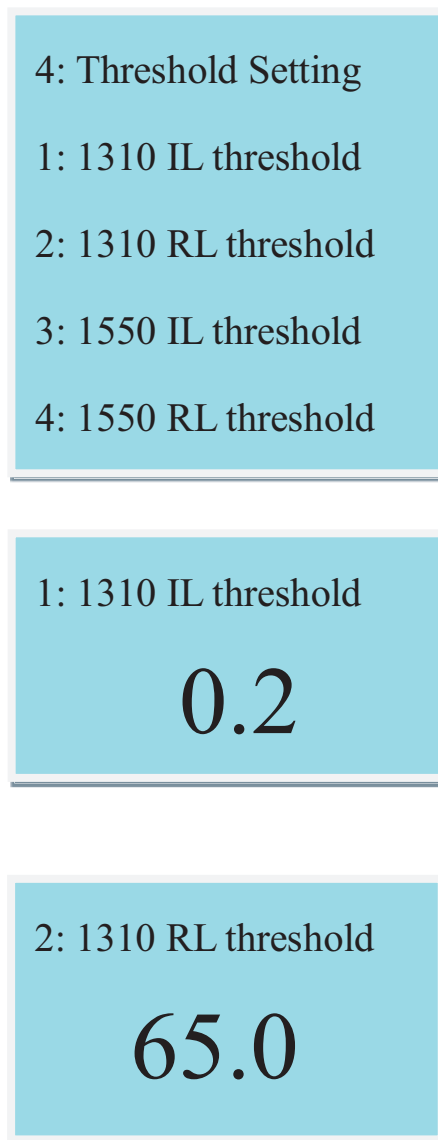 4: Threshold Setting
1: 1310 IL threshold
2: 1310 RL threshold
3: 1550 IL threshold
4: 1550 RL threshold
1: 1310 IL threshold
0.2
2: 1310 RL threshold
65.0